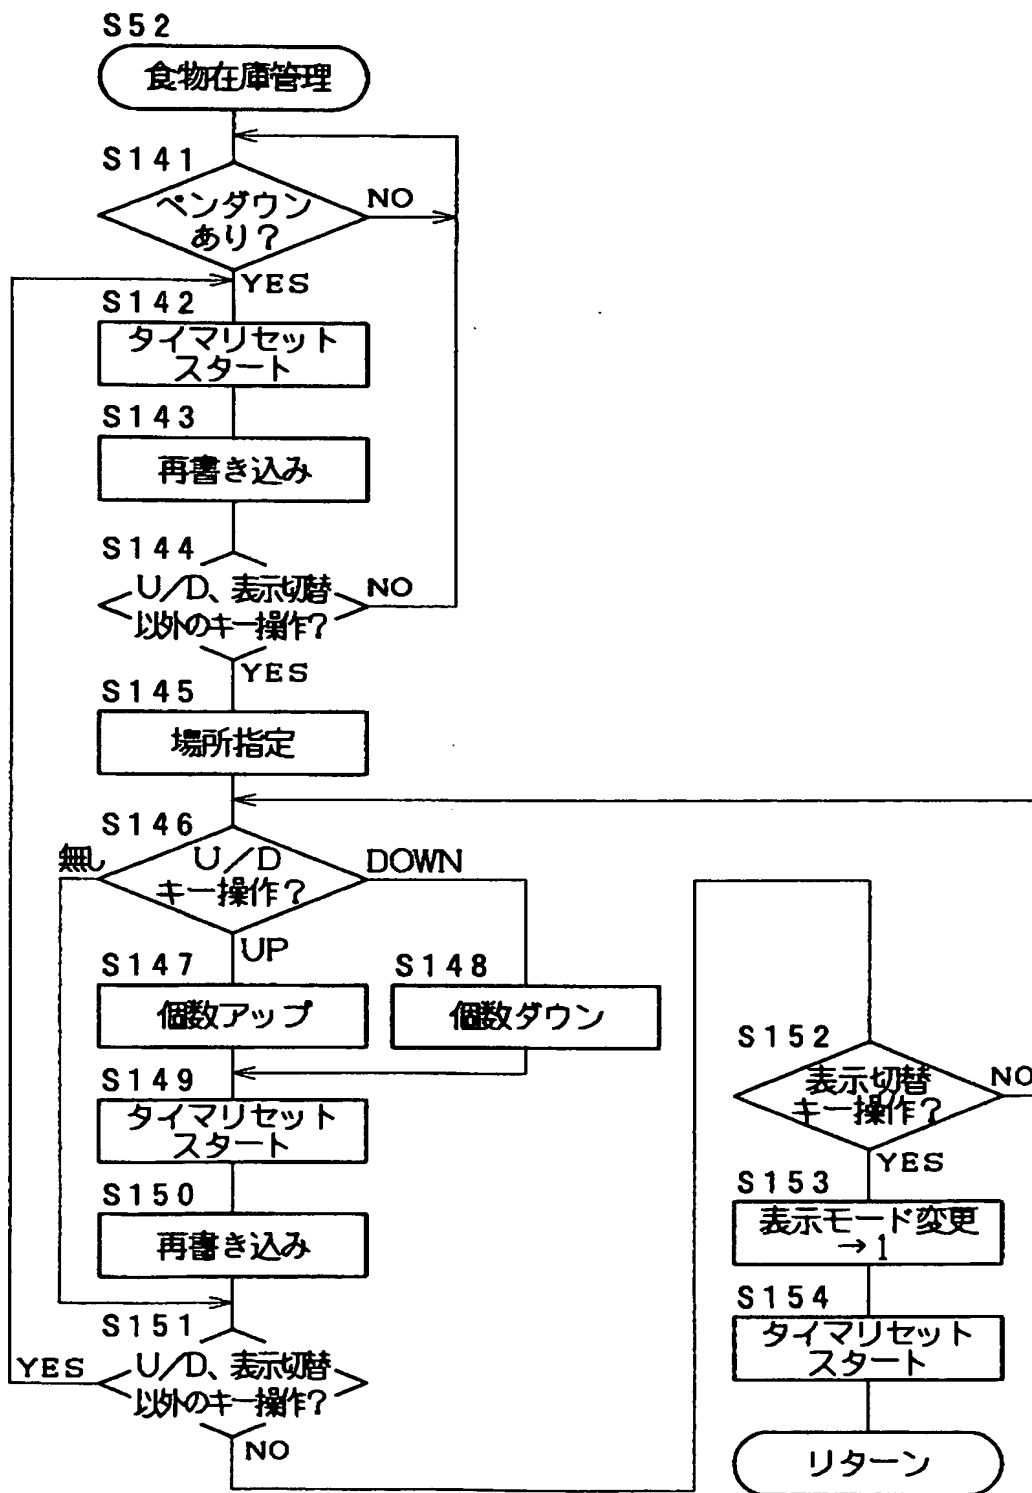 S52
食物在庫管理
S141
ペンダウン
あり?
NO
YES
S142
タイマリセット
スタート
S143
再書き込み
S144
U/D、表示切替
以外のキー操作?
NO
YES
S145
場所指定
S146
無し
U/D
キー操作?
DOWN
UP
S147
個数アップ
S148
個数ダウン
S149
タイマリセット
スタート
S150
再書き込み
S151
YES
U/D、表示切替
以外のキー操作?
NO
S152
表示切替
キー操作?
NO
YES
S153
表示モード変更
→1
S154
タイマリセット
スタート
リターン